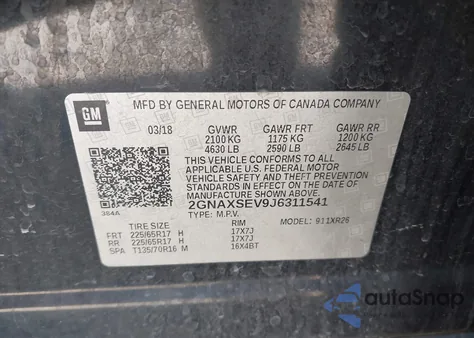 GM
MFD BY GENERAL MOTORS OF CANADA COMPANY
03/18 GVWR GAWR FRT GAWR RR
2100 KG 1175 KG 1200 KG
4630 LB 2590 LB 2645 LB
THIS VEHICLE CONFORMS TO ALL
APPLICABLE U.S. FEDERAL MOTOR
VEHICLE SAFETY, BUMPER, AND THEFT
PREVENTION STANDARDS IN EFFECT ON
THE DATE OF MANUFACTURE SHOWN ABOVE.
384A
2GNAXSEV9J6311541
TYPE: M.P.V. MODEL: 911XR26
TIRE SIZE RIM
FRT 225/65R17 H 17X7J
RR 225/65R17 H 17X7J
SPA T135/70R16 M 16X4BT
autoSnap